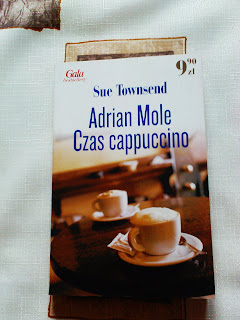 Gala
bestsellery
9 90
zł
Sue Townsend
Adrian Mole
Czas cappuccino